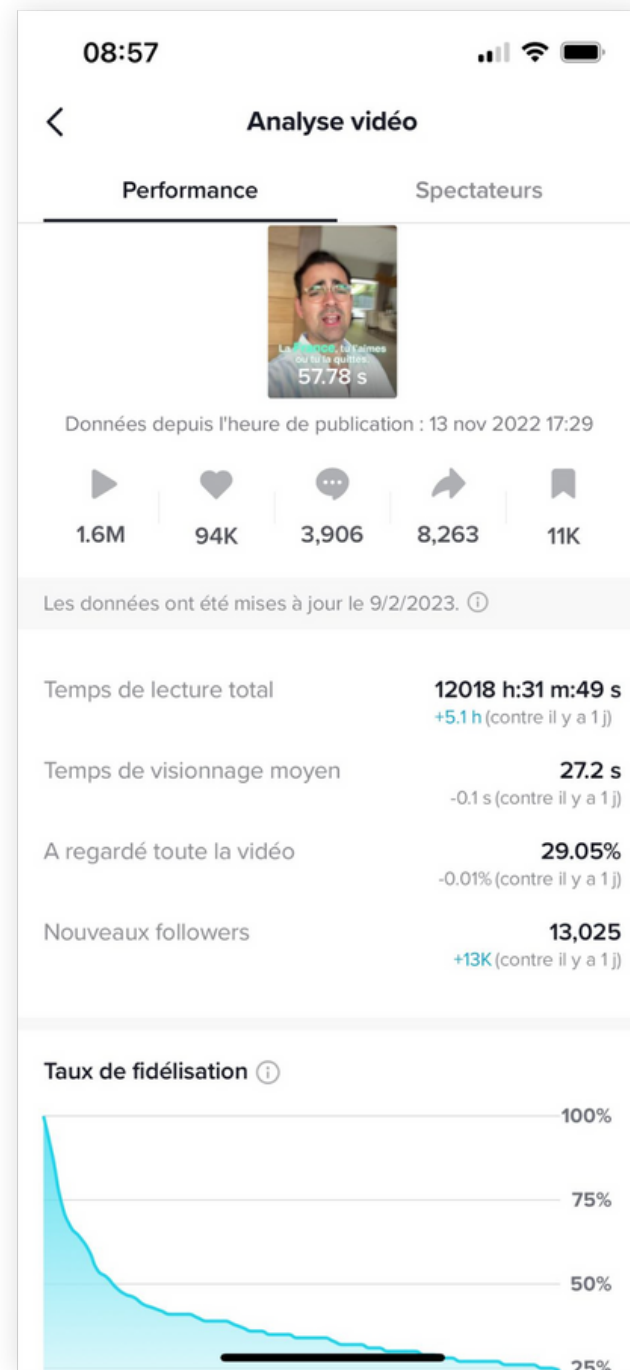 08:57
Analyse vidéo
Performance Spectateurs
La France, tu l'aimes
ou tu la quittes.
57.78 s
Données depuis l'heure de publication : 13 nov 2022 17:29
1.6M 94K 3,906 8,263 11K
Les données ont été mises à jour le 9/2/2023.
Temps de lecture total 12018 h:31 m:49 s
+5.1 h (contre il y a 1 j)
Temps de visionnage moyen 27.2 s
-0.1 s (contre il y a 1 j)
A regardé toute la vidéo 29.05%
-0.01% (contre il y a 1 j)
Nouveaux followers 13,025
+13K (contre il y a 1 j)
Taux de fidélisation
100%
75%
50%
25%